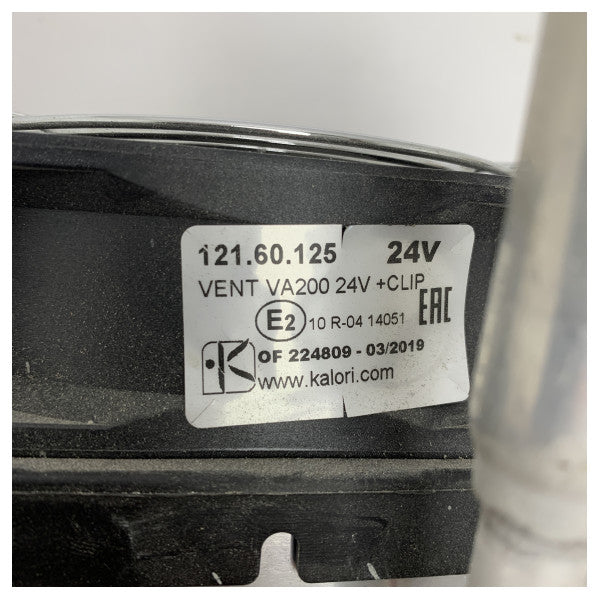 121.60.125 24V
VENT VA200 24V +CLIP
E2 10 R-04 14051 EAC
K OF 224809 - 03/2019
www.kalori.com